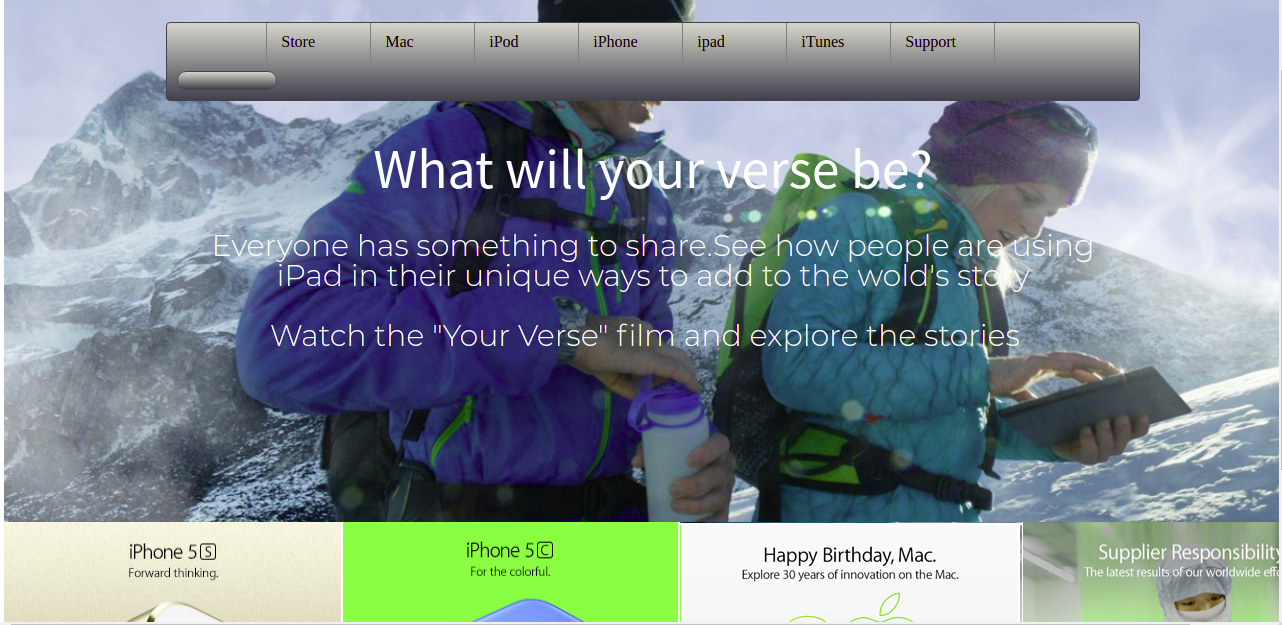 Store Mac iPod iPhone ipad iTunes Support
What will your verse be?
Everyone has something to share.See how people are using
iPad in their unique ways to add to the wold's story
Watch the "Your Verse" film and explore the stories
iPhone 5S
Forward thinking.
iPhone 5C
For the colorful.
Happy Birthday, Mac.
Explore 30 years of innovation on the Mac.
Supplier Responsibility
The latest results of our worldwide effo